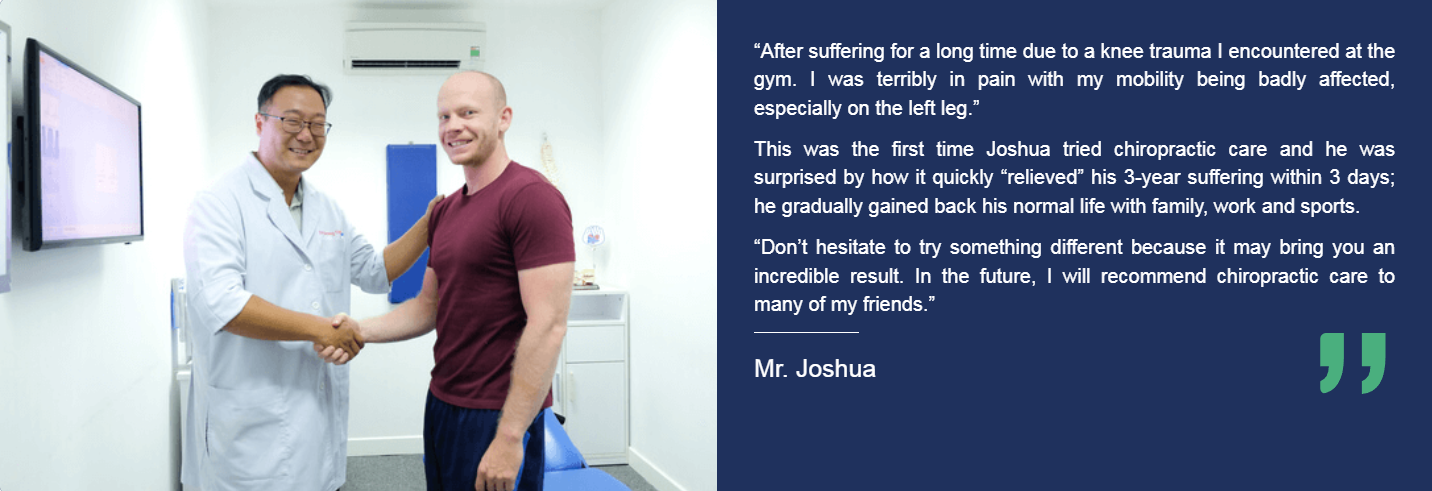 “After suffering for a long time due to a knee trauma I encountered at the
gym. I was terribly in pain with my mobility being badly affected,
especially on the left leg.”
This was the first time Joshua tried chiropractic care and he was
surprised by how it quickly “relieved” his 3-year suffering within 3 days;
he gradually gained back his normal life with family, work and sports.
“Don’t hesitate to try something different because it may bring you an
incredible result. In the future, I will recommend chiropractic care to
many of my friends.”
Mr. Joshua